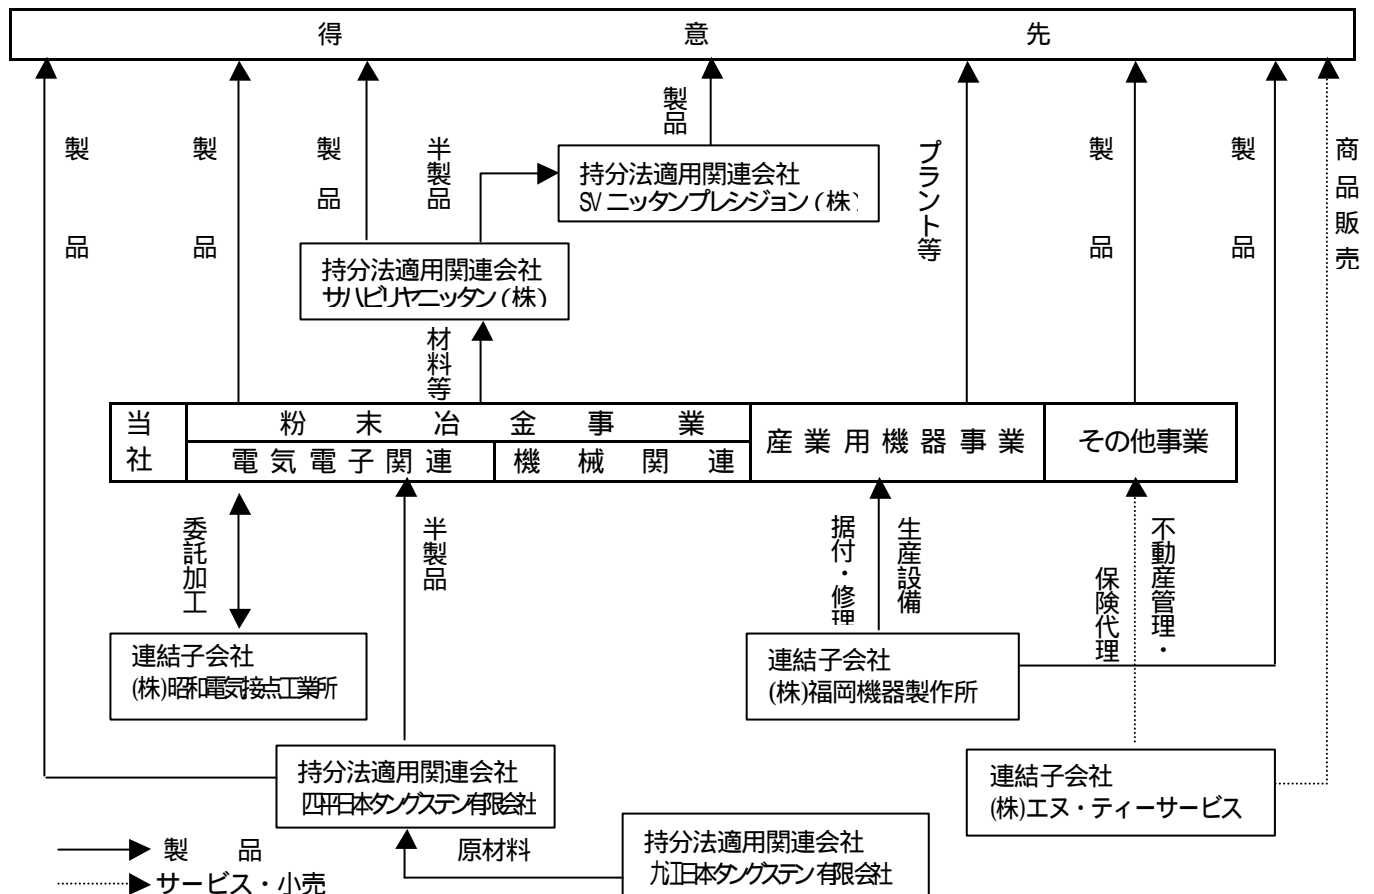 得意先
製品
製品
製品
半製品
製品
プラント等
製品
製品
商品販売
持分法適用関連会社
SVニッタンプレシジョン(株)
持分法適用関連会社
サハビリヤニッタン(株)
材料等
当社
粉末冶金事業
電気電子関連
機械関連
産業用機器事業
その他事業
委託加工
半製品
据付・修理
生産設備
保険代理
不動産管理・
連結子会社
(株)昭和電気接点工業所
連結子会社
(株)福岡機器製作所
持分法適用関連会社
四平日本タングステン有限会社
連結子会社
(株)エヌ・ティーサービス
原材料
持分法適用関連会社
九江日本タングステン有限会社
製品
サービス・小売